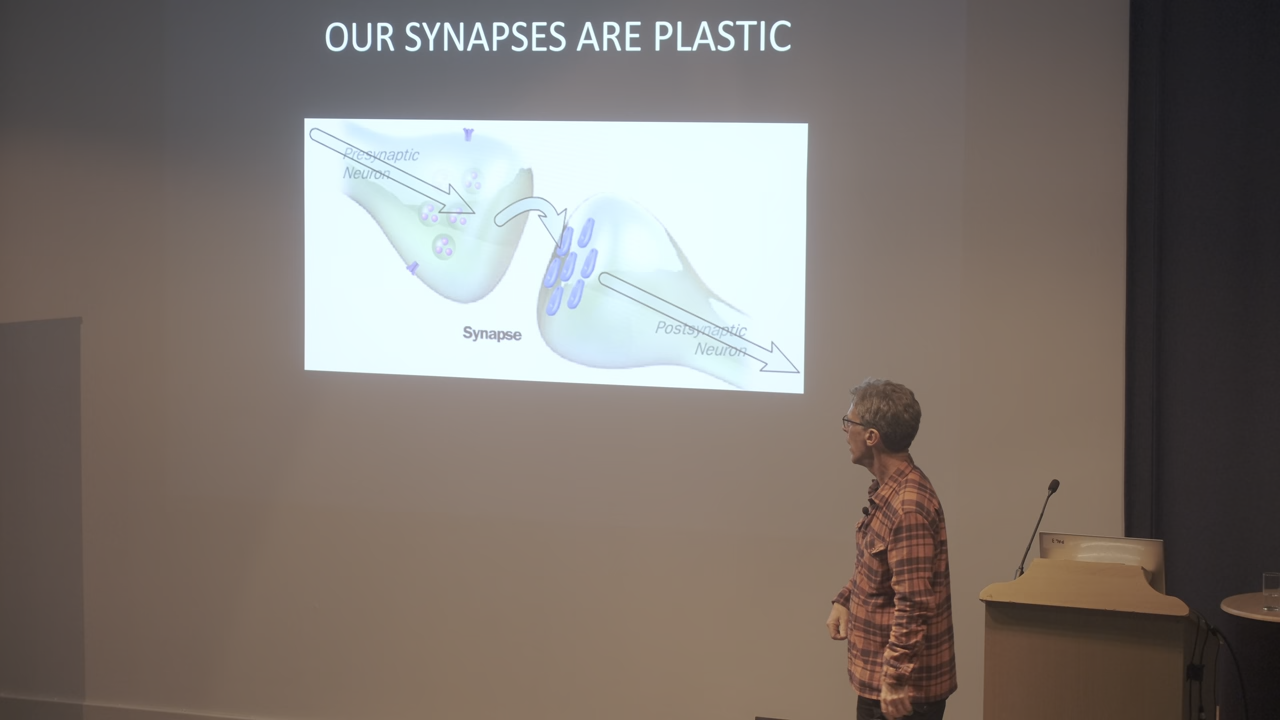 OUR SYNAPSES ARE PLASTIC
Presynaptic
Neuron
Synapse
Postsynaptic
Neuron